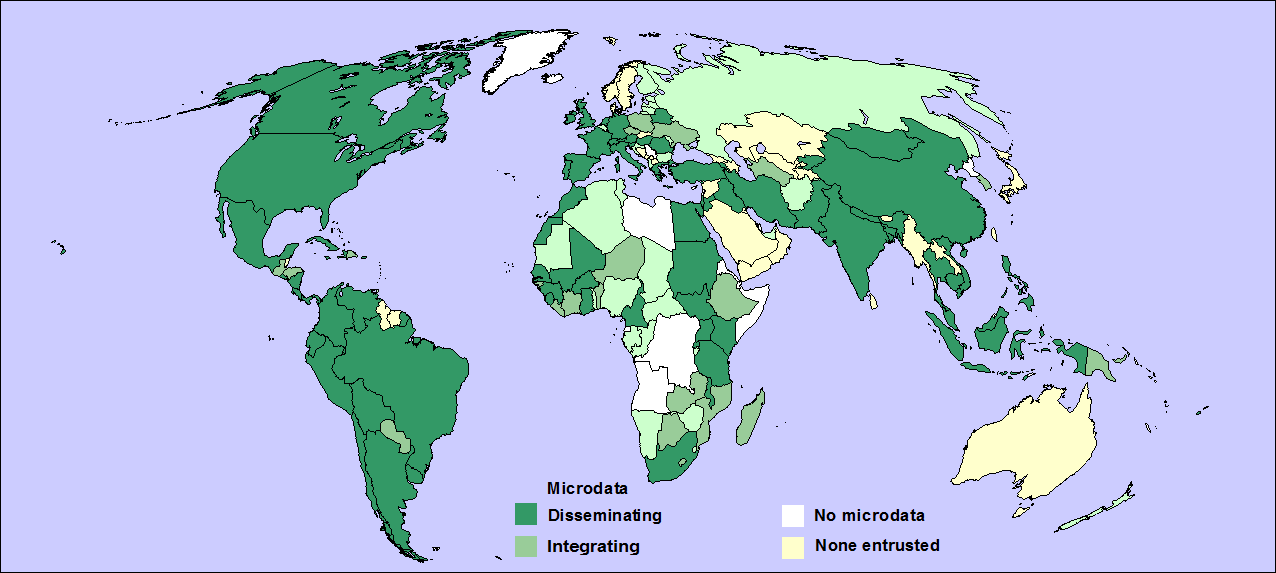 Microdata
Disseminating
No microdata
Integrating
None entrusted